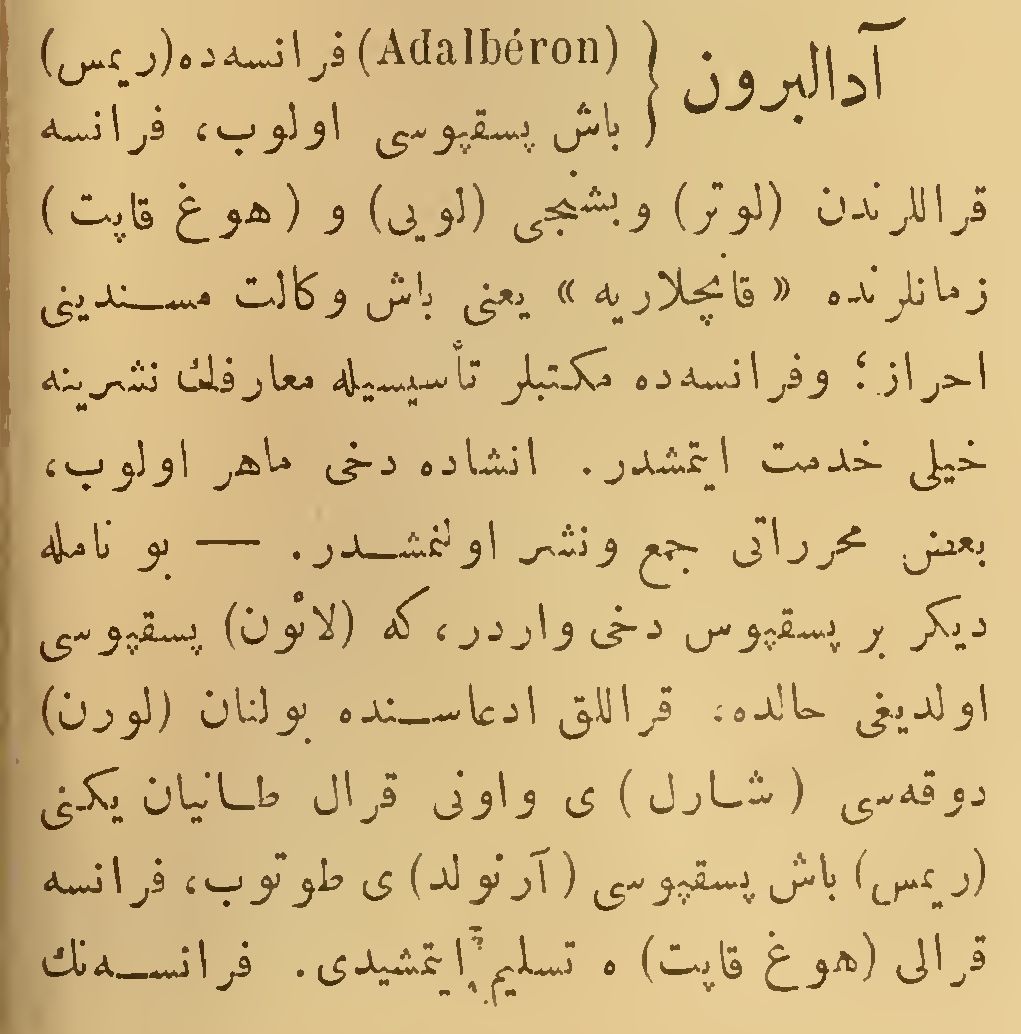 آدالبرون { (Adalbéron) فرانسه‌ده (ریمس)
باش پسقپوسی اولوب، فرانسه
قراللرندن (لوتر) وبشنجی (لویی) و (هوغ قاپت)
زمانلرنده «قانچلاریه» یعنی باش وکالت مسندینی
احراز؛ وفرانسه‌ده مکتبلر تأسیسیله معارفك نشرینه
خیلی خدمت ایتمشدر. انشاده دخی ماهر اولوب،
بعض محرراتی جمع ونشر اولنمشدر. — بو نامله
دیکر بر پسقپوس دخی واردر، که (لائون) پسقپوسی
اولدیغی حالده، قراللق ادعاسنده بولنان (لورن)
دوقه‌سی (شارل) ی واونی قرال طانیان یکنی
(ریمس) باش پسقپوسی (آرنولد) ی طوتوب، فرانسه
قرالی (هوغ قاپت) ه تسلیم ایتمشیدی. فرانسه‌نك